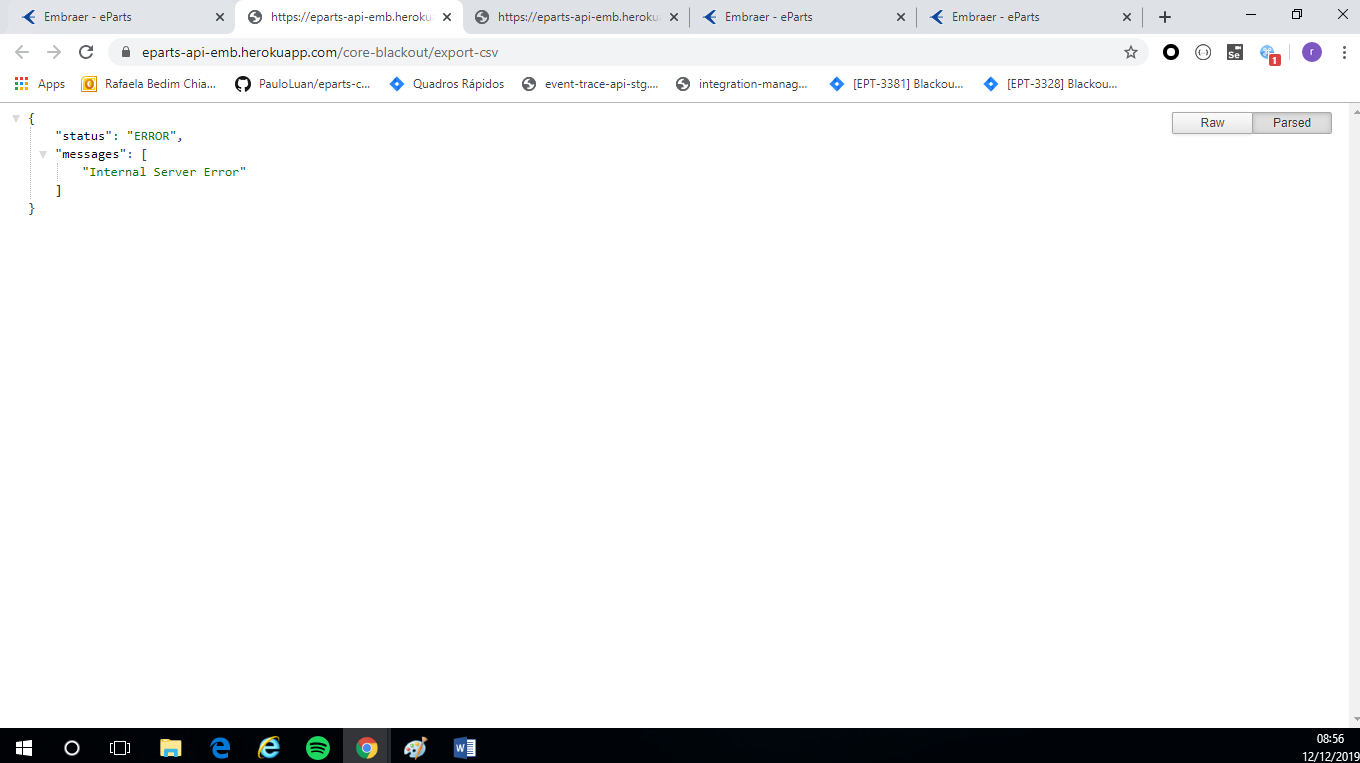 Embraer - eParts
https://eparts-api-emb.heroku
https://eparts-api-emb.heroku
Embraer - eParts
Embraer - eParts
eparts-api-emb.herokuapp.com/core-blackout/export-csv
Se
1
r
Apps
Rafaela Bedim Chia...
PauloLuan/eparts-c...
Quadros Rápidos
event-trace-api-stg....
integration-manag...
[EPT-3381] Blackou...
[EPT-3328] Blackou...
Raw
Parsed
{
"status": "ERROR",
"messages": [
"Internal Server Error"
]
}
08:56
12/12/2019